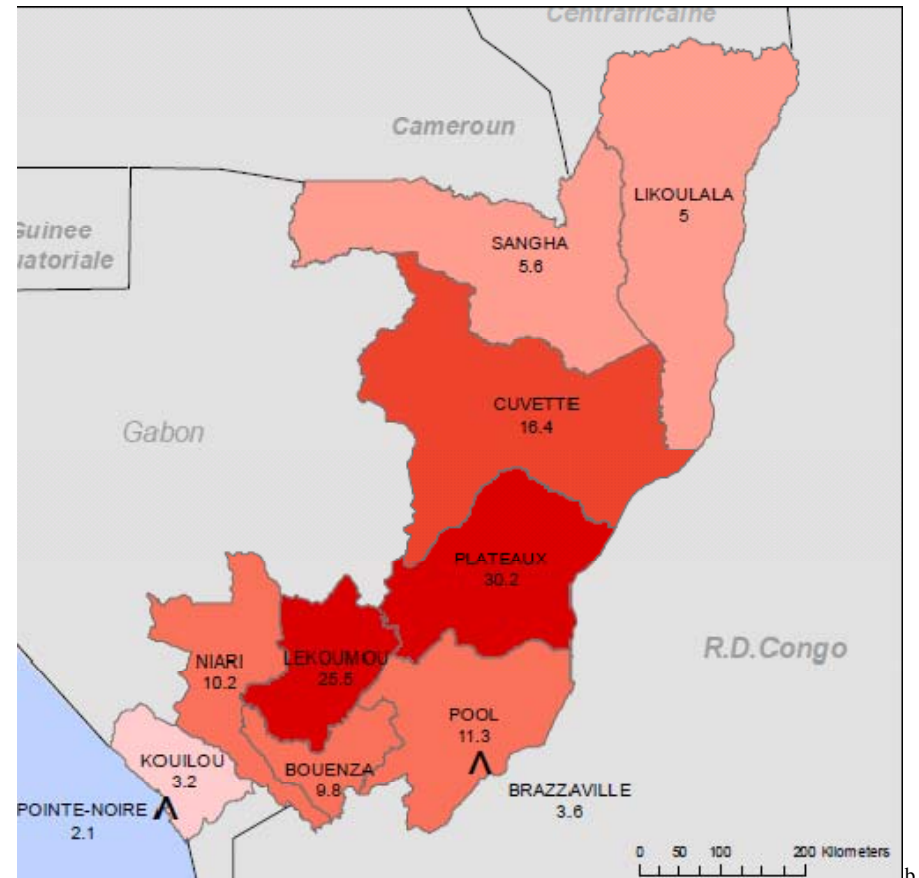 Centrafricaine
Cameroun
Guinee
uatoriale
LIKOULALA
5
SANGHA
5.6
CUVETTE
16.4
Gabon
PLATEAUX
30.2
R.D.Congo
NIARI
10.2
LEKOUMOU
25.5
POOL
11.3
KOUILOU
3.2
BOUENZA
9.8
BRAZZAVILLE
3.6
POINTE-NOIRE
2.1
0 50 100 200 Kilometers
b